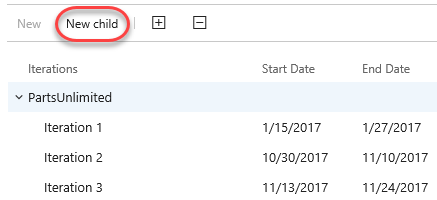 New New child
Iterations Start Date End Date
PartsUnlimited
Iteration 1 1/15/2017 1/27/2017
Iteration 2 10/30/2017 11/10/2017
Iteration 3 11/13/2017 11/24/2017